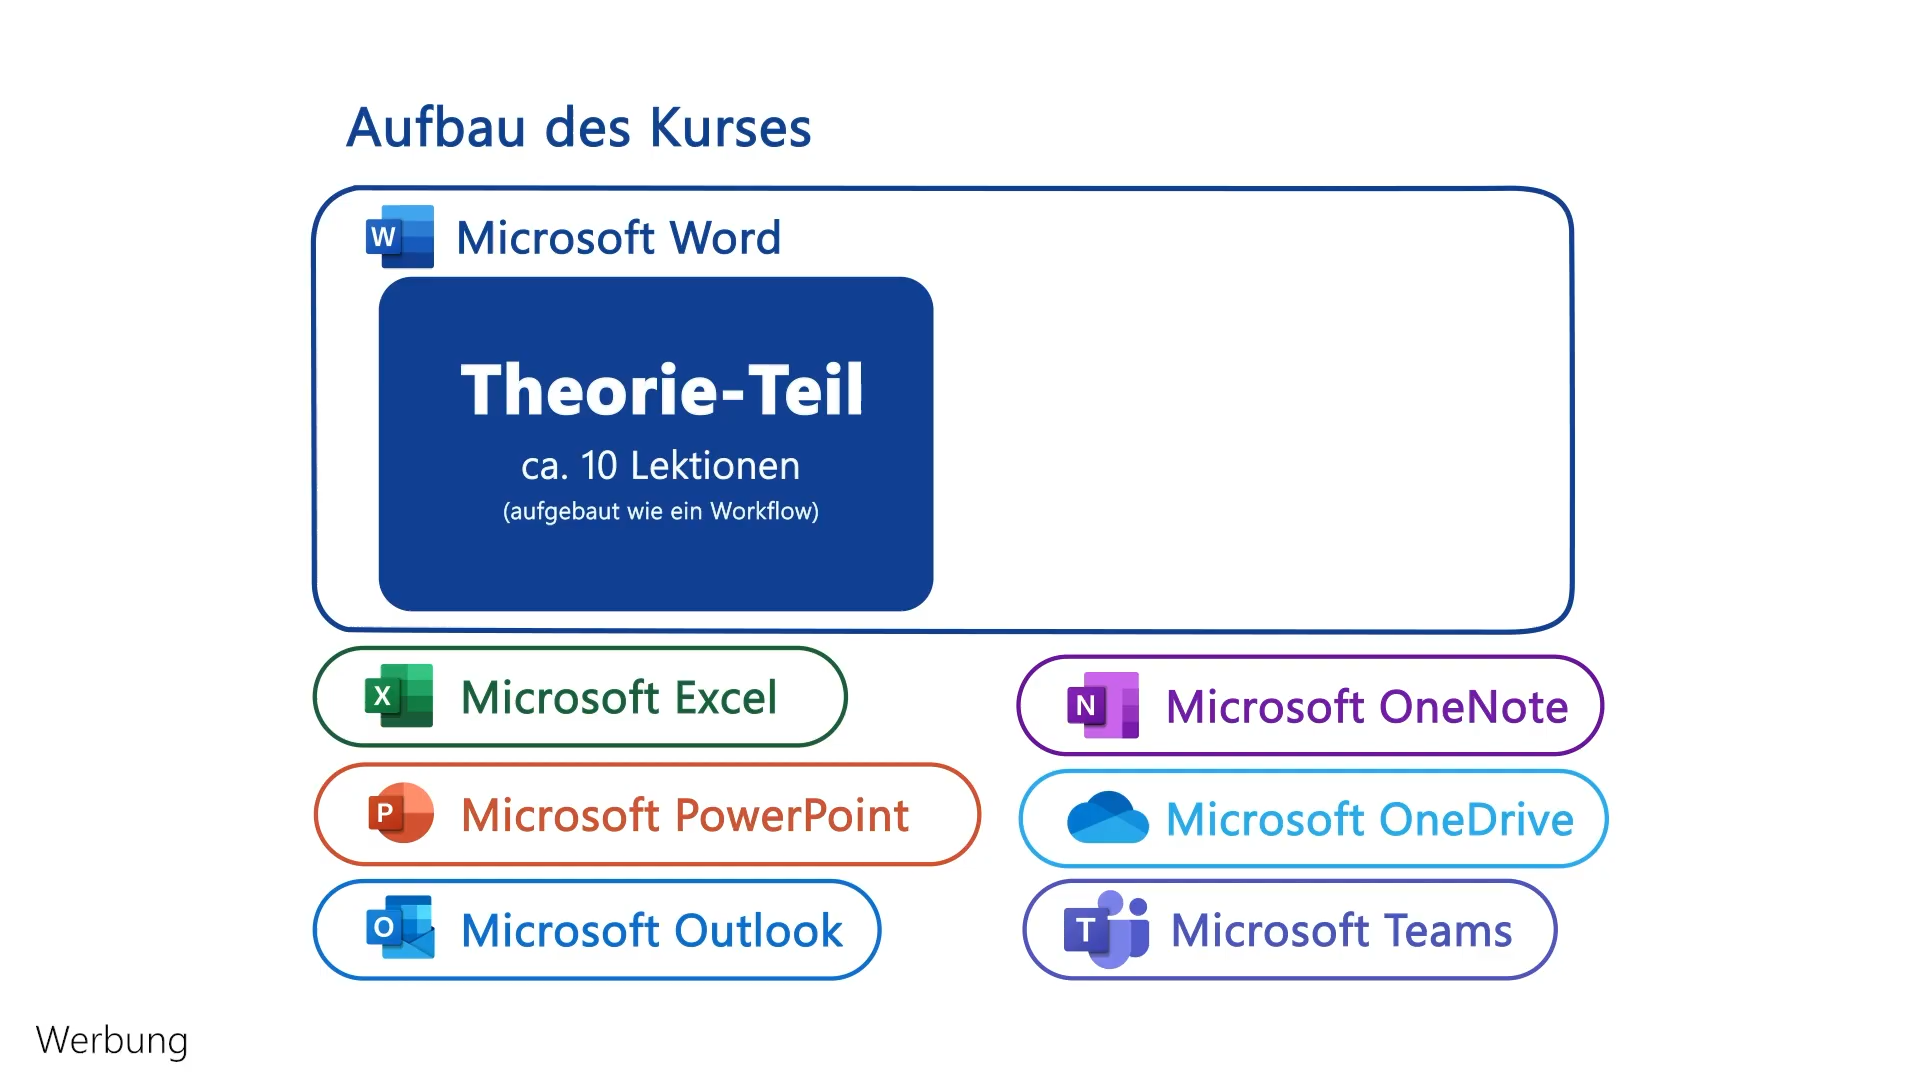 Aufbau des Kurses
W Microsoft Word
Theorie-Teil
ca. 10 Lektionen
(aufgebaut wie ein Workflow)
X Microsoft Excel
P Microsoft PowerPoint
O Microsoft Outlook
N Microsoft OneNote
Microsoft OneDrive
T Microsoft Teams
Werbung